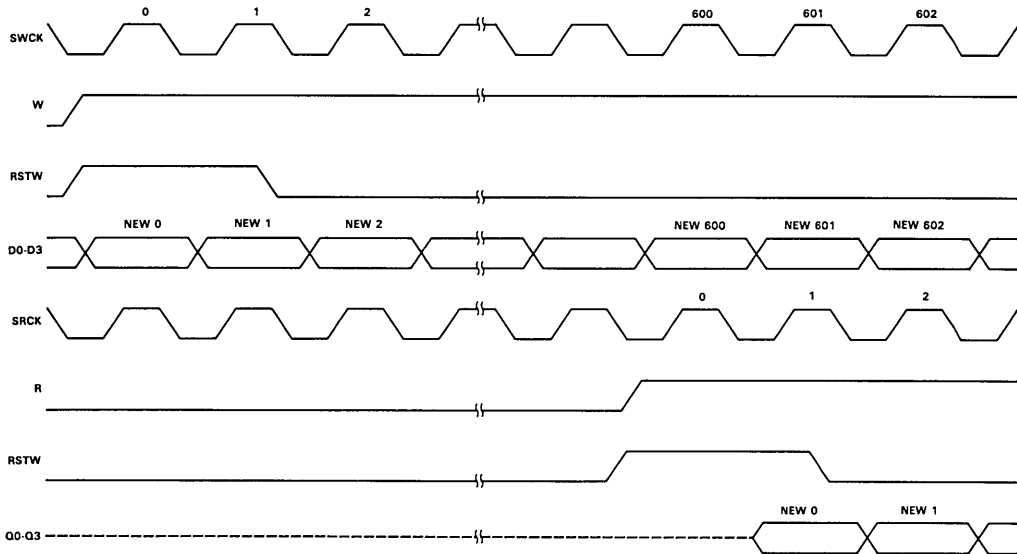 0 1 2 600 601 602
SWCK
W
RSTW
NEW 0 NEW 1 NEW 2 NEW 600 NEW 601 NEW 602
D0-D3
0 1 2
SRCK
R
RSTW
NEW 0 NEW 1
Q0-Q3